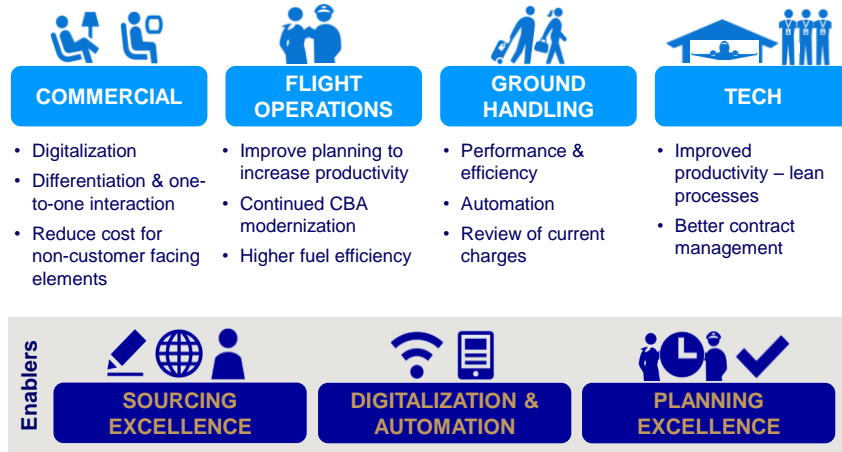 COMMERCIAL
• Digitalization
• Differentiation & one-
to-one interaction
• Reduce cost for
non-customer facing
elements
FLIGHT
OPERATIONS
• Improve planning to
increase productivity
• Continued CBA
modernization
• Higher fuel efficiency
GROUND
HANDLING
• Performance &
efficiency
• Automation
• Review of current
charges
TECH
• Improved
productivity – lean
processes
• Better contract
management
Enablers
SOURCING
EXCELLENCE
DIGITALIZATION &
AUTOMATION
PLANNING
EXCELLENCE